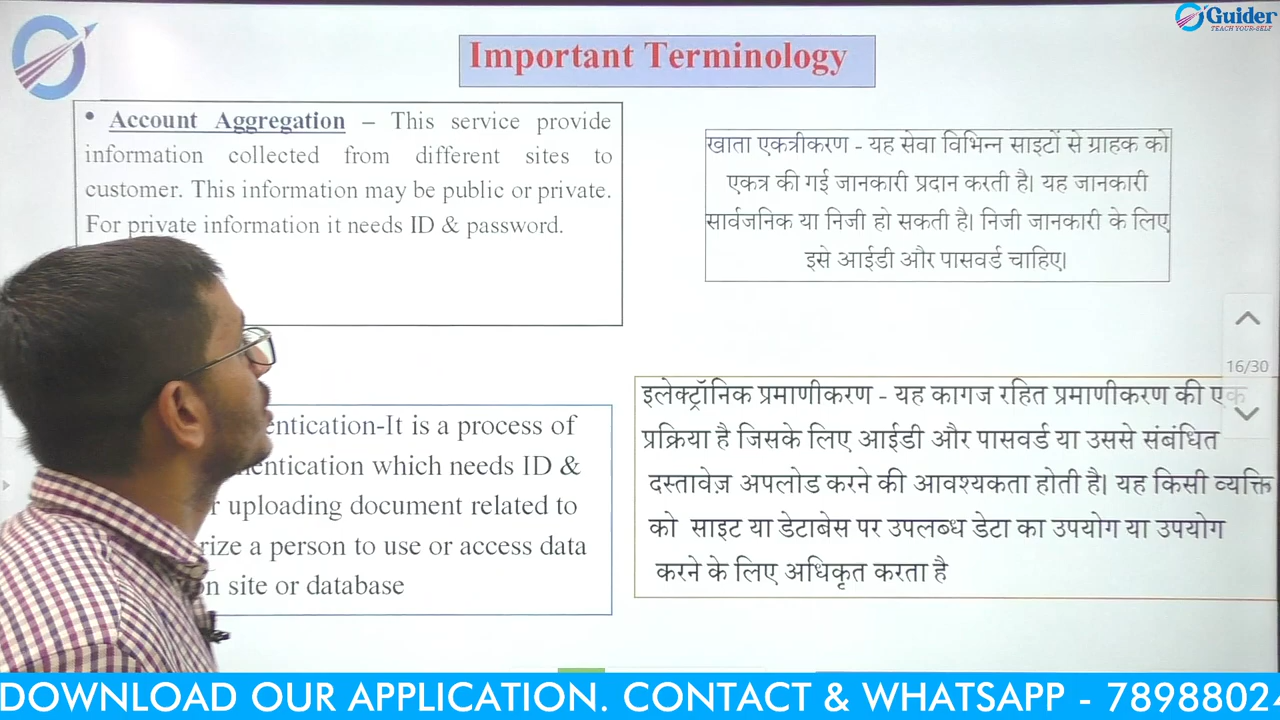 Guider
TEACH YOUR-SELF
Important Terminology
• Account Aggregation – This service provide
information collected from different sites to
customer. This information may be public or private.
For private information it needs ID & password.
खाता एकत्रीकरण - यह सेवा विभिन्न साइटों से ग्राहक को
एकत्र की गई जानकारी प्रदान करती है। यह जानकारी
सार्वजनिक या निजी हो सकती है। निजी जानकारी के लिए
इसे आईडी और पासवर्ड चाहिए।
16/30
entication-It is a process of
entication which needs ID &
r uploading document related to
rize a person to use or access data
n site or database
इलेक्ट्रॉनिक प्रमाणीकरण - यह कागज रहित प्रमाणीकरण की एक
प्रक्रिया है जिसके लिए आईडी और पासवर्ड या उससे संबंधित
दस्तावेज़ अपलोड करने की आवश्यकता होती है। यह किसी व्यक्ति
को साइट या डेटाबेस पर उपलब्ध डेटा का उपयोग या उपयोग
करने के लिए अधिकृत करता है
DOWNLOAD OUR APPLICATION. CONTACT & WHATSAPP - 7898802